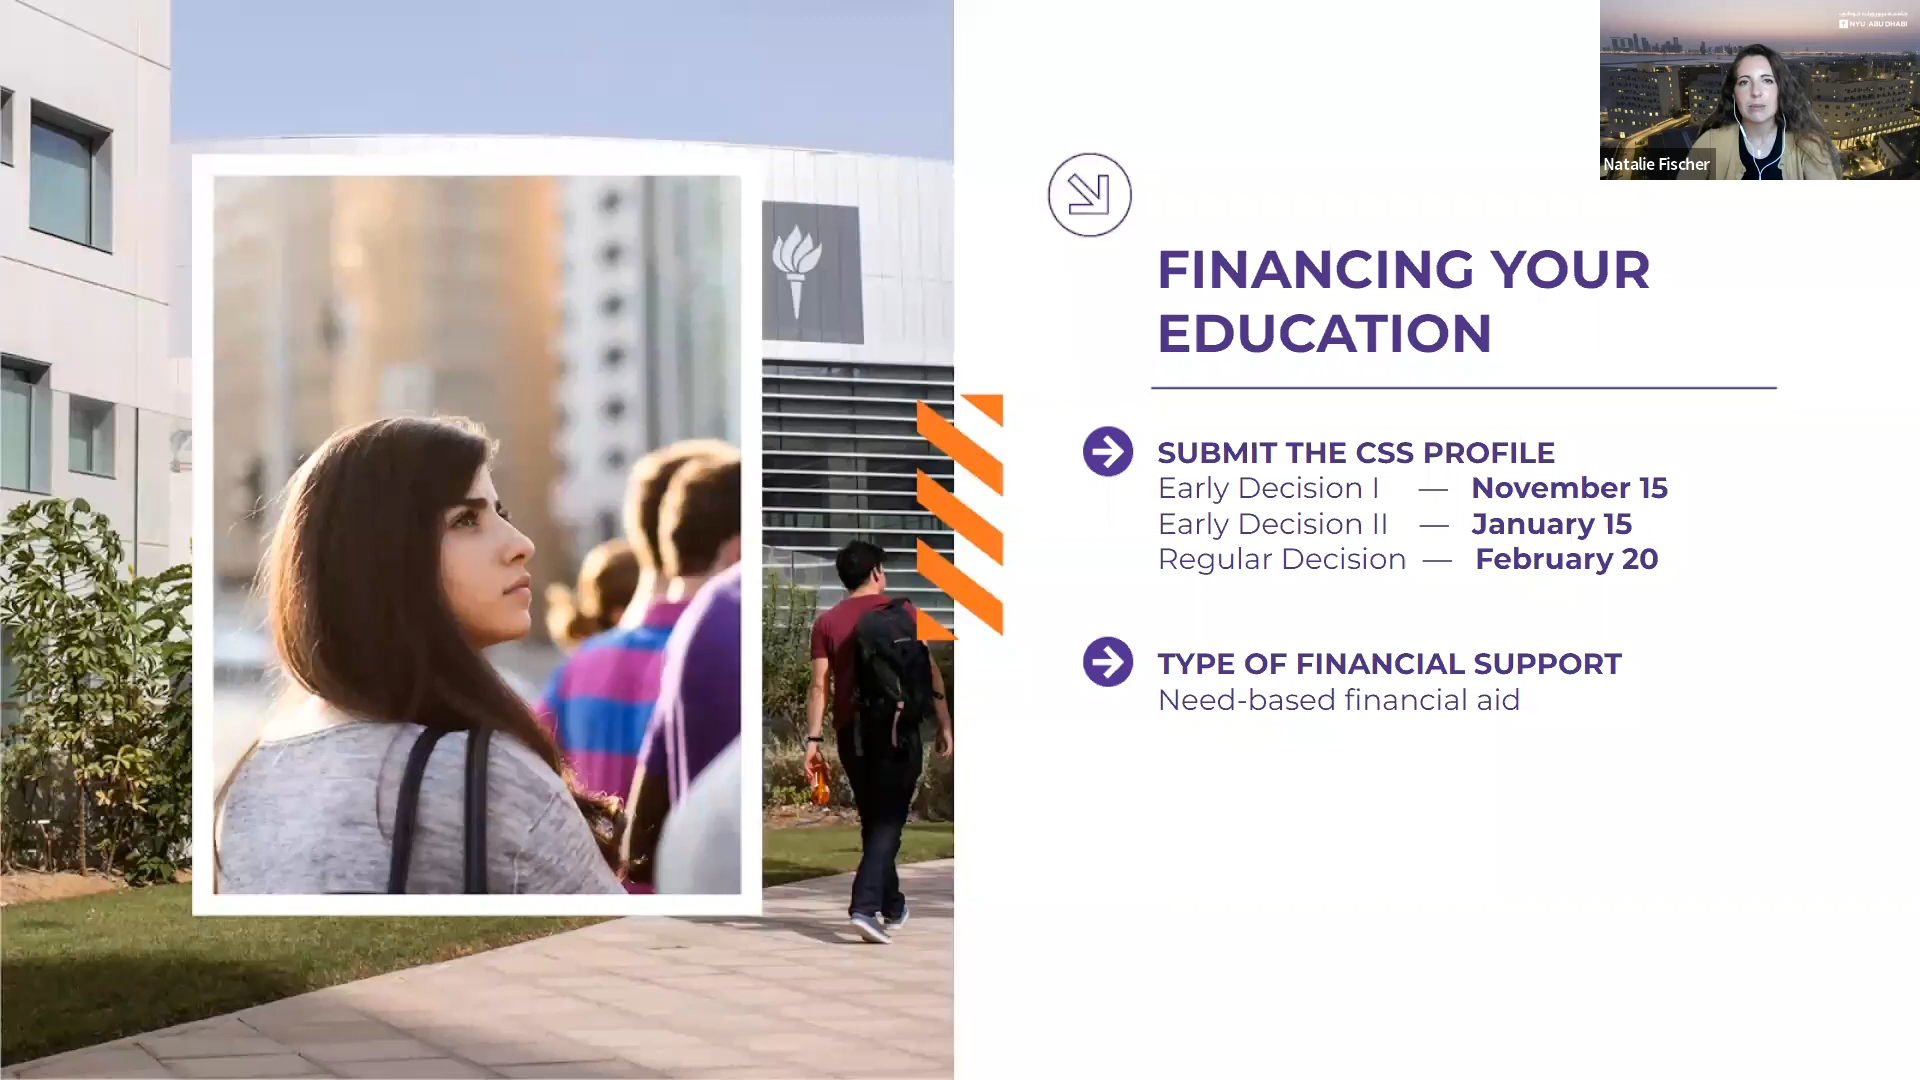 NYU ABU DHABI
Natalie Fischer
FINANCING YOUR
EDUCATION
SUBMIT THE CSS PROFILE
Early Decision I — November 15
Early Decision II — January 15
Regular Decision — February 20
TYPE OF FINANCIAL SUPPORT
Need-based financial aid